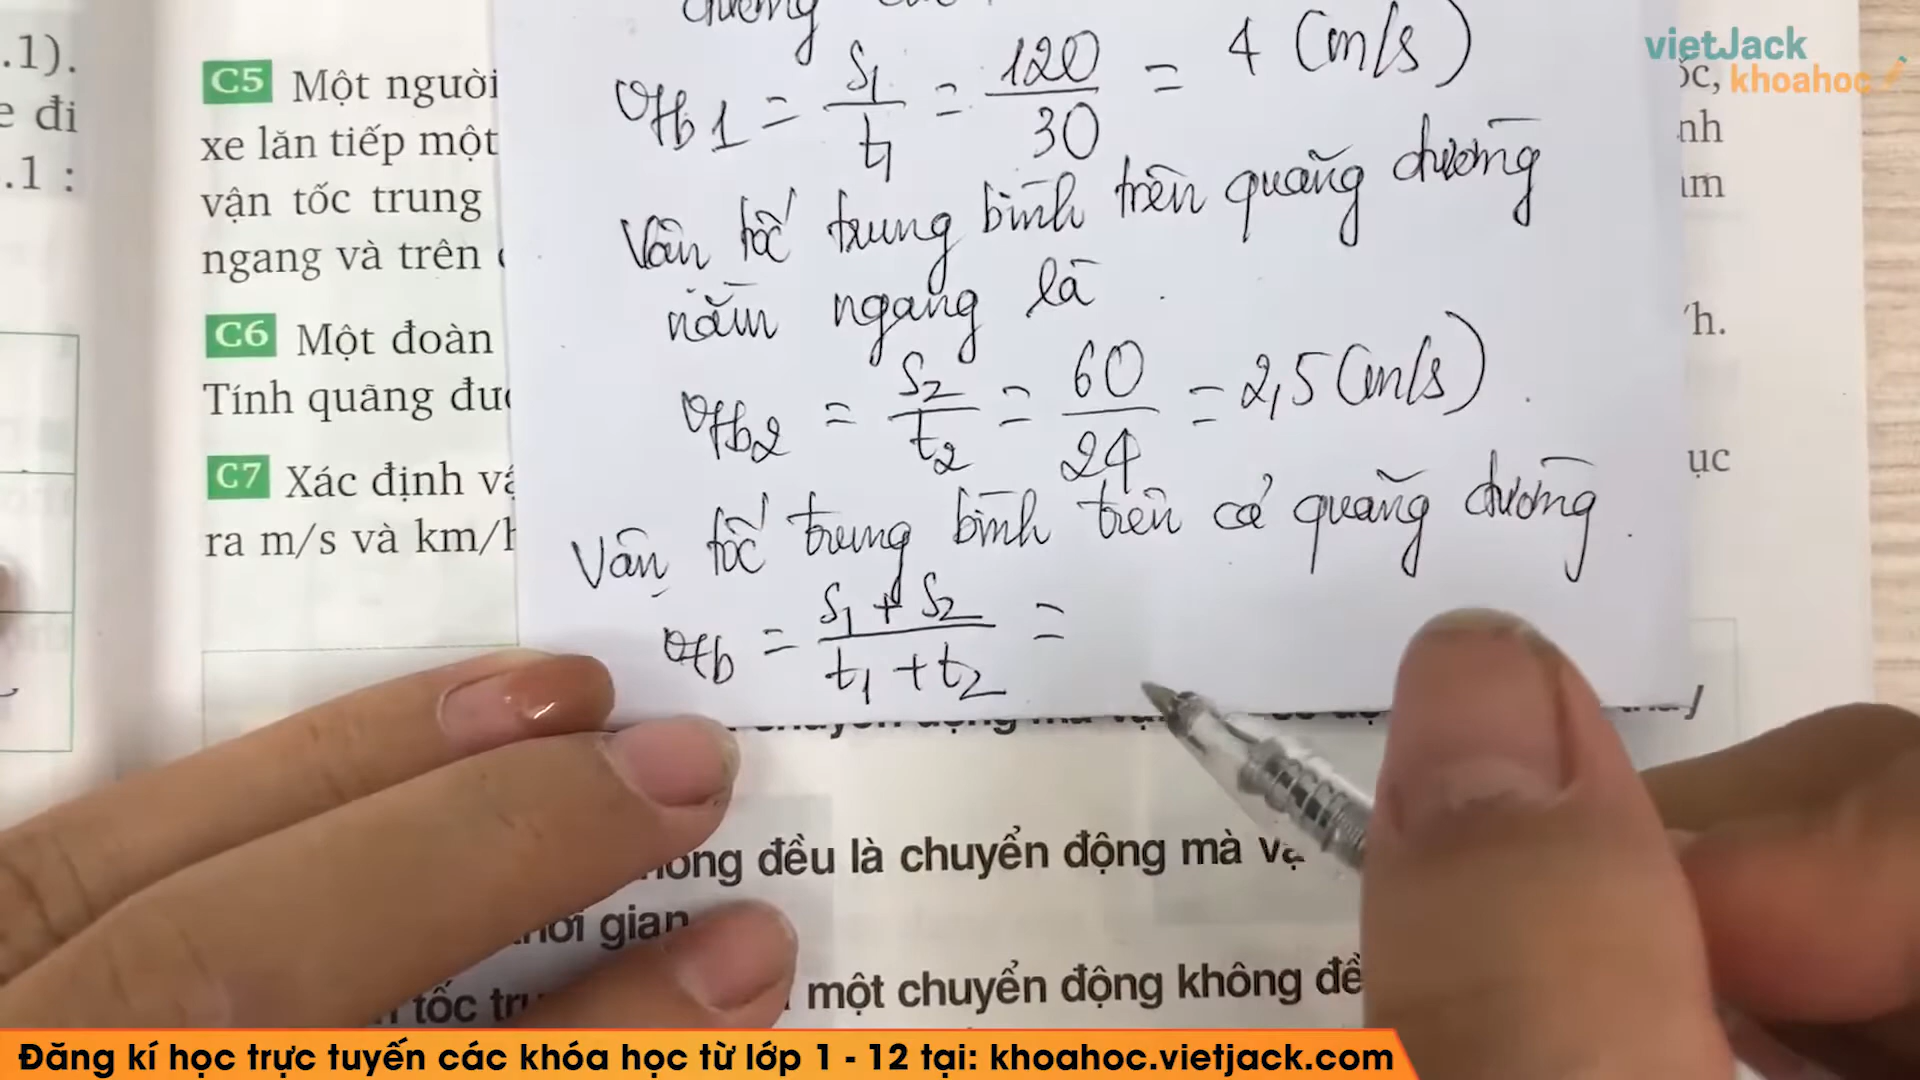 vietJack
khoahoc
.1).
e đi
.1 :
C5 Một người
xe lăn tiếp một
vận tốc trung
ngang và trên
C6 Một đoàn
Tính quãng đư
C7 Xác định vậ
ra m/s và km/h
ốc,
nh
ăm
/h.
ục
vtb1 = s1/t1 = 120/30 = 4 (m/s)
Vận tốc trung bình trên quãng đường
nằm ngang là
vtb2 = s2/t2 = 60/24 = 2,5 (m/s)
Vận tốc trung bình trên cả quãng đường
vtb = s1 + s2 / t1 + t2 =
đều là chuyển động mà
gian
tốc
một chuyển động không
Đăng kí học trực tuyến các khóa học từ lớp 1 - 12 tại: khoahoc.vietjack.com